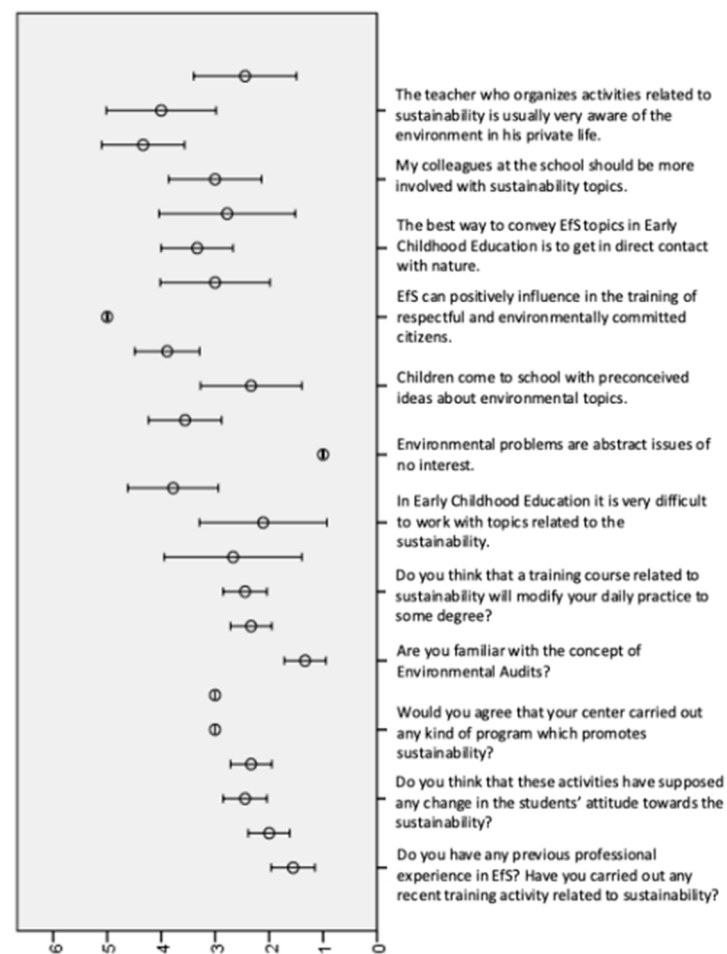 The teacher who organizes activities related to
sustainability is usually very aware of the
environment in his private life.
My colleagues at the school should be more
involved with sustainability topics.
The best way to convey EfS topics in Early
Childhood Education is to get in direct contact
with nature.
EfS can positively influence in the training of
respectful and environmentally committed
citizens.
Children come to school with preconceived
ideas about environmental topics.
Environmental problems are abstract issues of
no interest.
In Early Childhood Education it is very difficult
to work with topics related to the
sustainability.
Do you think that a training course related to
sustainability will modify your daily practice to
some degree?
Are you familiar with the concept of
Environmental Audits?
Would you agree that your center carried out
any kind of program which promotes
sustainability?
Do you think that these activities have supposed
any change in the students' attitude towards the
sustainability?
Do you have any previous professional
experience in EfS? Have you carried out any
recent training activity related to sustainability?
6 5 4 3 2 1 0